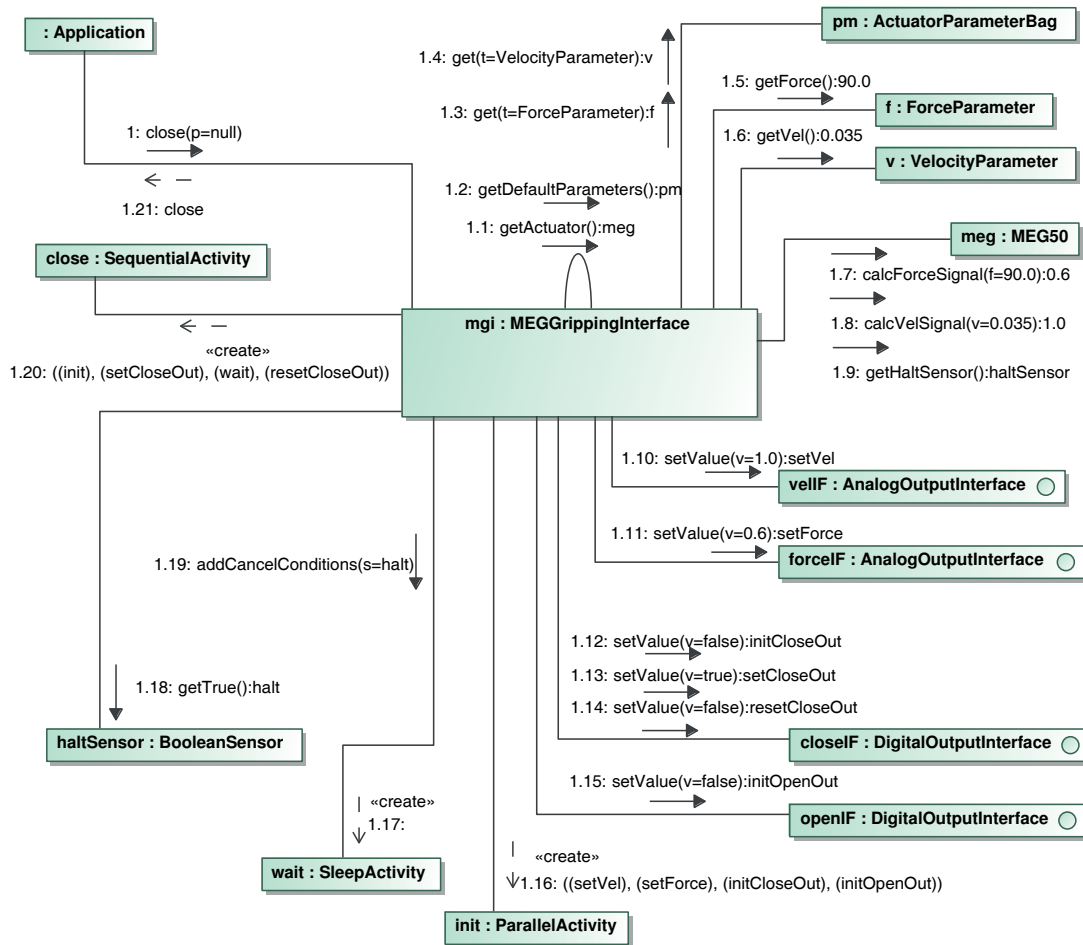 : Application
pm : ActuatorParameterBag
1.4: get(t=VelocityParameter):v
1.5: getForce():90.0
1.3: get(t=ForceParameter):f
f : ForceParameter
1: close(p=null)
1.6: getVel():0.035
v : VelocityParameter
1.2: getDefaultParameters():pm
1.21: close
1.1: getActuator():meg
meg : MEG50
close : SequentialActivity
1.7: calcForceSignal(f=90.0):0.6
mgi : MEGGrippingInterface
1.8: calcVelSignal(v=0.035):1.0
«create»
1.20: ((init), (setCloseOut), (wait), (resetCloseOut))
1.9: getHaltSensor():haltSensor
1.10: setValue(v=1.0):setVel
velIF : AnalogOutputInterface
1.11: setValue(v=0.6):setForce
forceIF : AnalogOutputInterface
1.19: addCancelConditions(s=halt)
1.12: setValue(v=false):initCloseOut
1.13: setValue(v=true):setCloseOut
1.18: getTrue():halt
1.14: setValue(v=false):resetCloseOut
haltSensor : BooleanSensor
closeIF : DigitalOutputInterface
1.15: setValue(v=false):initOpenOut
«create»
1.17:
openIF : DigitalOutputInterface
«create»
wait : SleepActivity
1.16: ((setVel), (setForce), (initCloseOut), (initOpenOut))
init : ParallelActivity